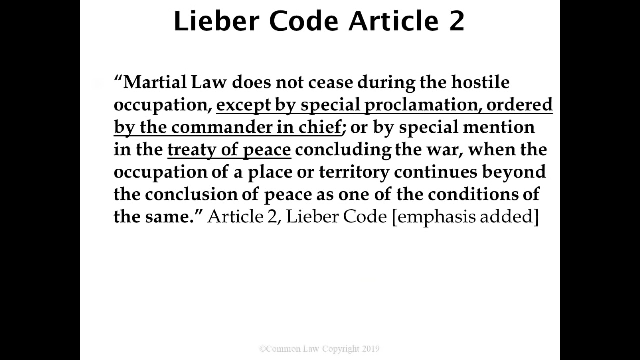 Lieber Code Article 2
“Martial Law does not cease during the hostile
occupation, except by special proclamation, ordered
by the commander in chief; or by special mention
in the treaty of peace concluding the war, when the
occupation of a place or territory continues beyond
the conclusion of peace as one of the conditions of
the same.” Article 2, Lieber Code [emphasis added]
©Common Law Copyright 2019